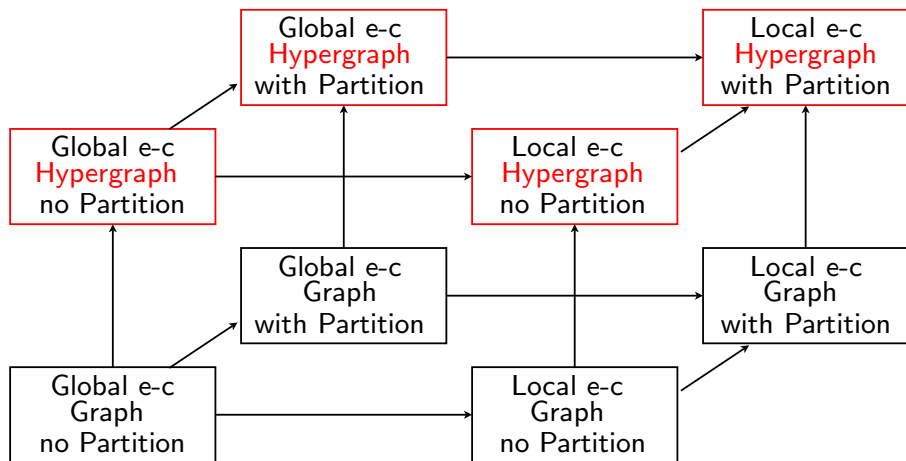 Global e-c
Hypergraph
with Partition
Local e-c
Hypergraph
with Partition
Global e-c
Hypergraph
no Partition
Local e-c
Hypergraph
no Partition
Global e-c
Graph
with Partition
Local e-c
Graph
with Partition
Global e-c
Graph
no Partition
Local e-c
Graph
no Partition